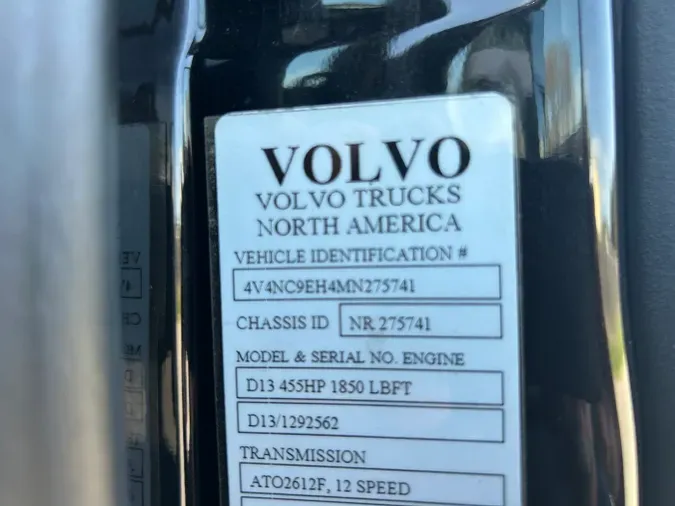 VOLVO
VOLVO TRUCKS
NORTH AMERICA
VEHICLE IDENTIFICATION #
4V4NC9EH4MN275741
CHASSIS ID NR 275741
MODEL & SERIAL NO. ENGINE
D13 455HP 1850 LBFT
D13/1292562
TRANSMISSION
ATO2612F, 12 SPEED